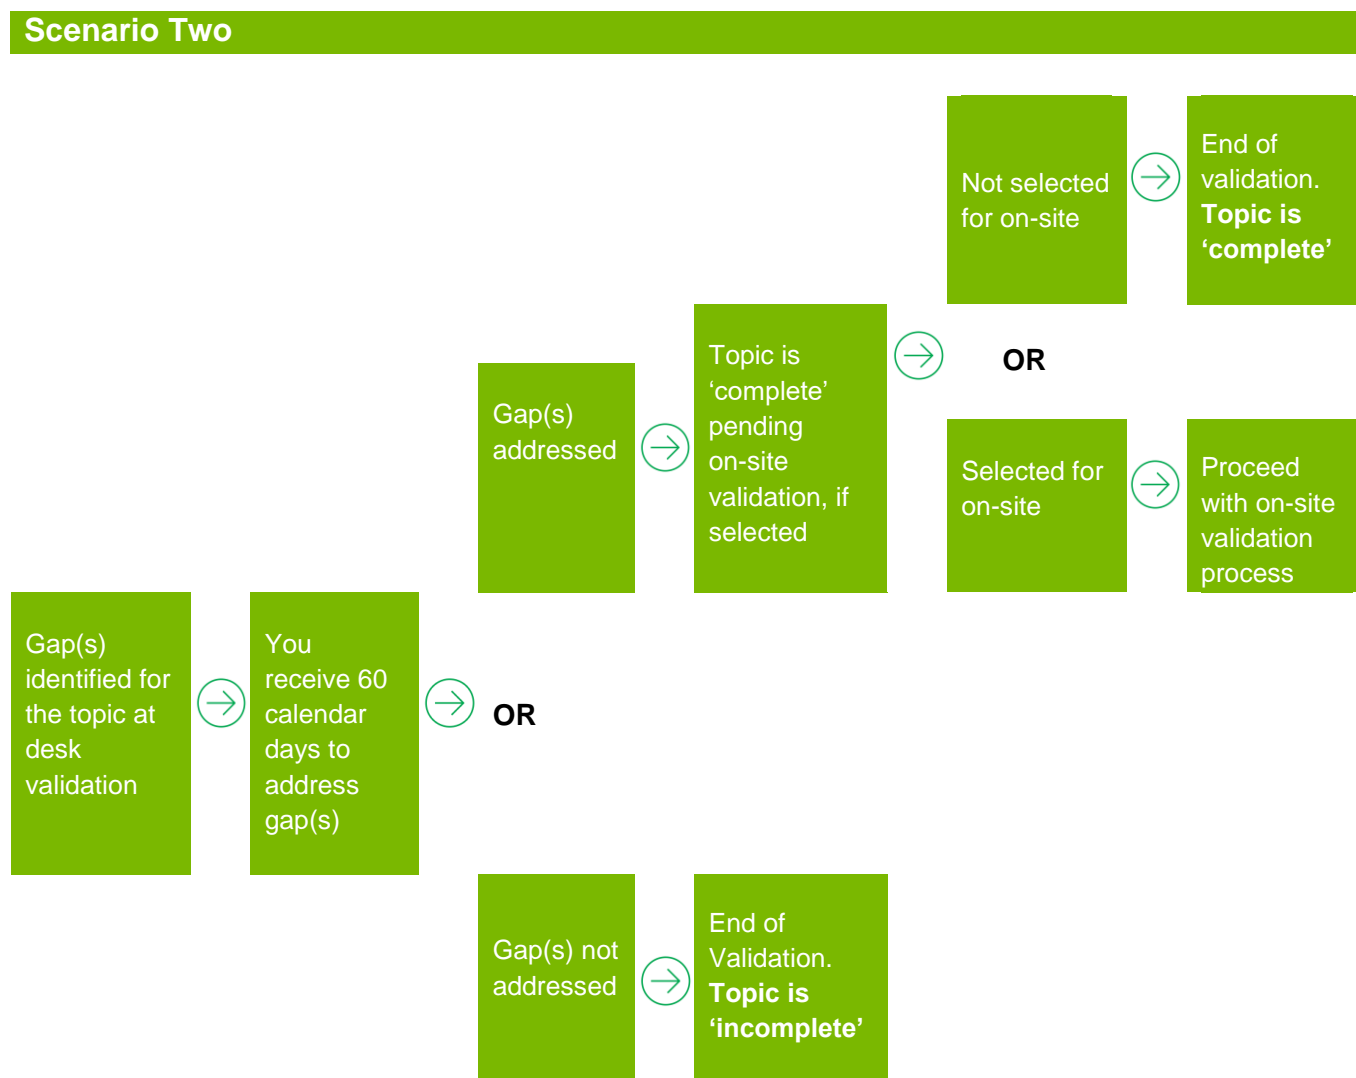 Scenario Two
Not selected
for on-site
End of
validation.
Topic is
‘complete’
OR
Gap(s)
addressed
Topic is
‘complete’
pending
on-site
validation, if
selected
Selected for
on-site
Proceed
with on-site
validation
process
Gap(s)
identified for
the topic at
desk
validation
You
receive 60
calendar
days to
address
gap(s)
OR
Gap(s) not
addressed
End of
Validation.
Topic is
‘incomplete’